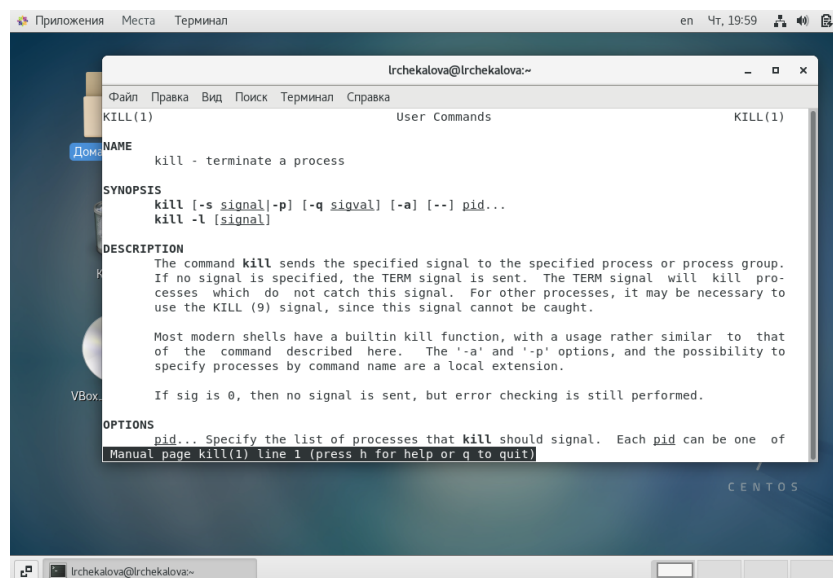 Приложения Места Терминал en Чт, 19:59
lrchekalova@lrchekalova:~
Файл Правка Вид Поиск Терминал Справка
KILL(1) User Commands KILL(1)
NAME
kill - terminate a process
SYNOPSIS
kill [-s signal|-p] [-q sigval] [-a] [--] pid...
kill -l [signal]
DESCRIPTION
The command kill sends the specified signal to the specified process or process group.
If no signal is specified, the TERM signal is sent. The TERM signal will kill pro-
cesses which do not catch this signal. For other processes, it may be necessary to
use the KILL (9) signal, since this signal cannot be caught.
Most modern shells have a builtin kill function, with a usage rather similar to that
of the command described here. The '-a' and '-p' options, and the possibility to
specify processes by command name are a local extension.
If sig is 0, then no signal is sent, but error checking is still performed.
OPTIONS
pid... Specify the list of processes that kill should signal. Each pid can be one of
Manual page kill(1) line 1 (press h for help or q to quit)
Дома
К
VBox_
CENTOS
lrchekalova@lrchekalova:~